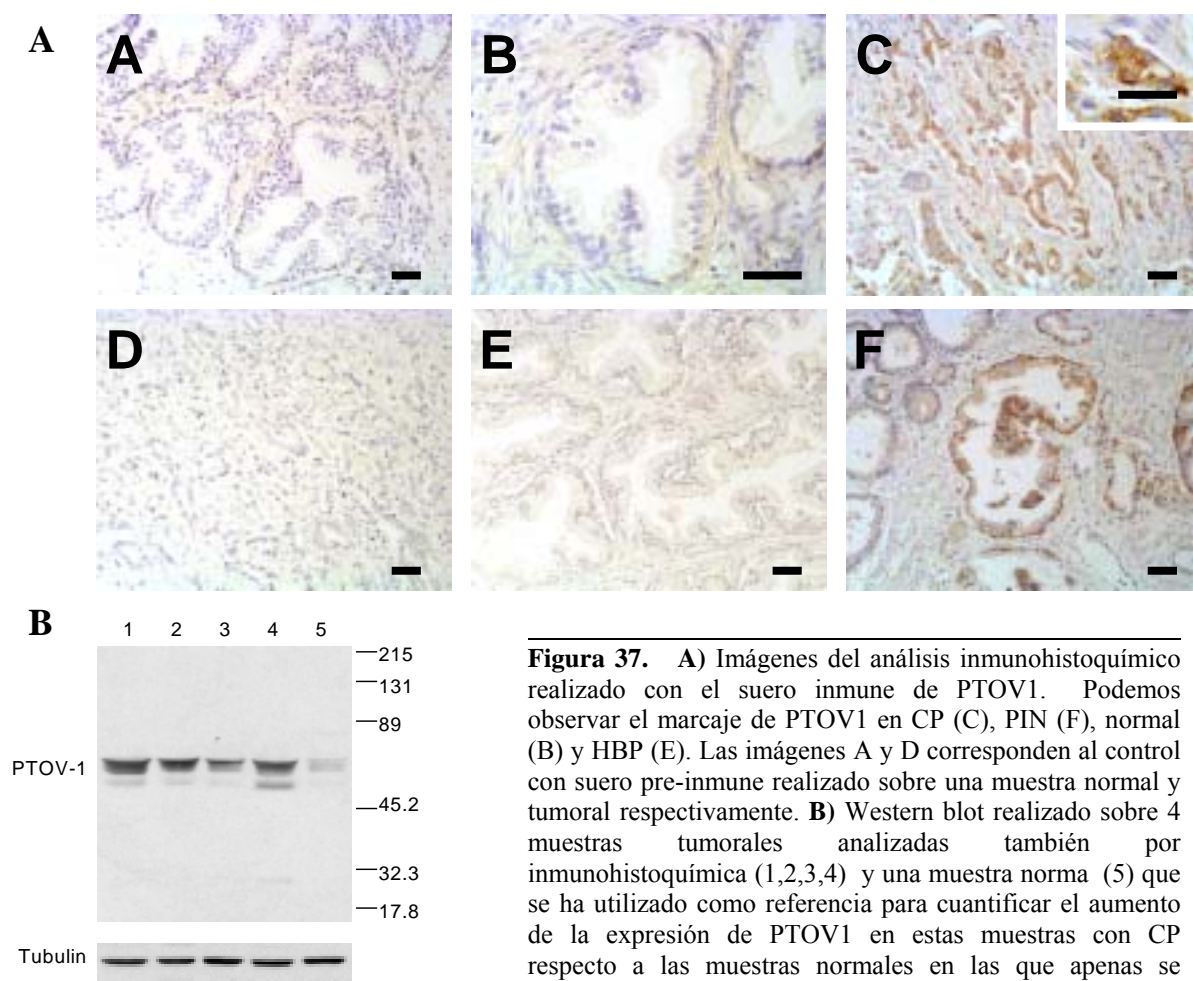 A
A B C
D E F
B
1 2 3 4 5
215
131
89
PTOV-1
45.2
32.3
17.8
Tubulin
Figura 37. A) Imágenes del análisis inmunohistoquímico
realizado con el suero inmune de PTOV1. Podemos
observar el marcaje de PTOV1 en CP (C), PIN (F), normal
(B) y HBP (E). Las imágenes A y D corresponden al control
con suero pre-inmune realizado sobre una muestra normal y
tumoral respectivamente. B) Western blot realizado sobre 4
muestras tumorales analizadas también por
inmunohistoquímica (1,2,3,4) y una muestra norma (5) que
se ha utilizado como referencia para cuantificar el aumento
de la expresión de PTOV1 en estas muestras con CP
respecto a las muestras normales en las que apenas se